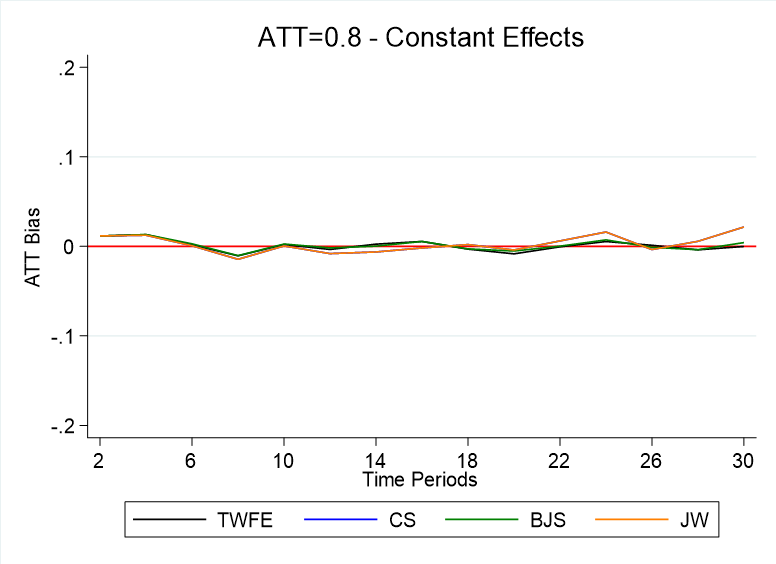 ATT=0.8 - Constant Effects
.2
.1
0
-.1
-.2
ATT Bias
2 6 10 14 18 22 26 30
Time Periods
TWFE CS BJS JW